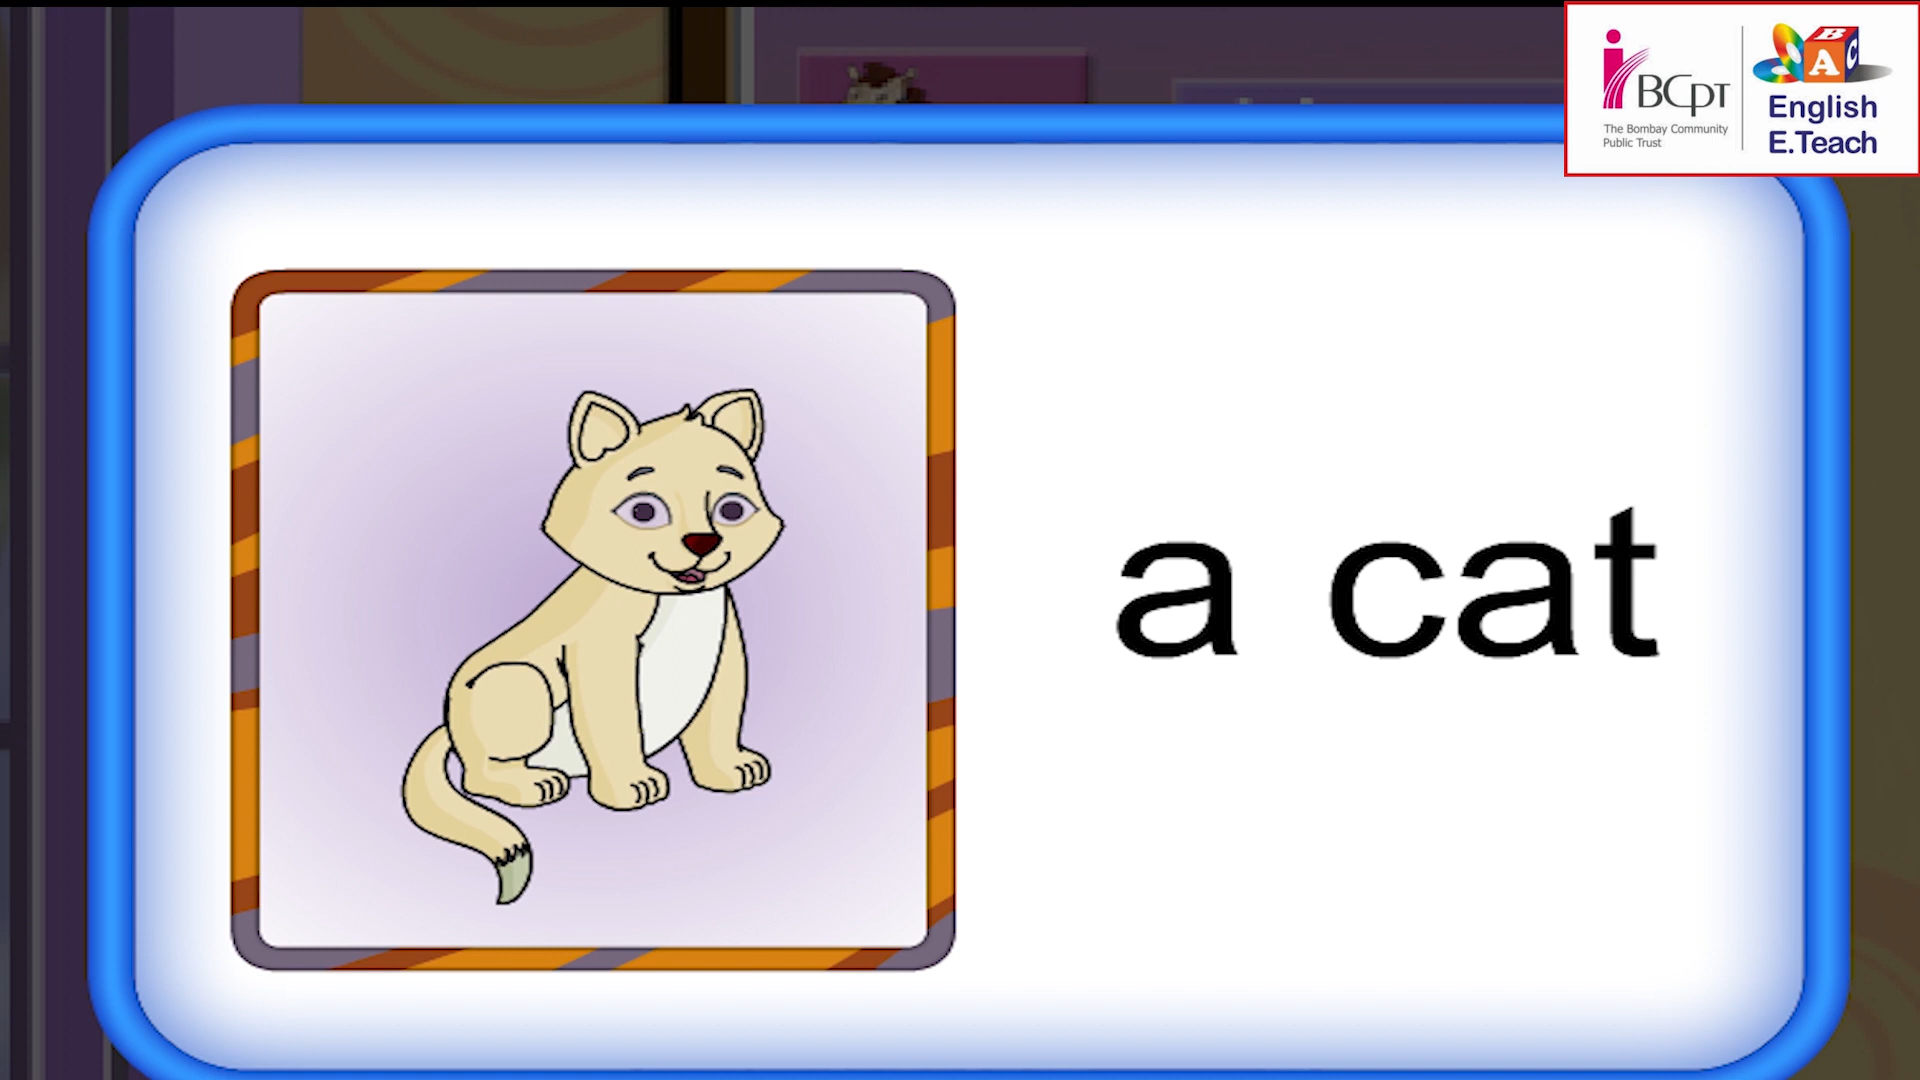 BCPT
The Bombay Community
Public Trust
B
A
C
English
E.Teach
a cat